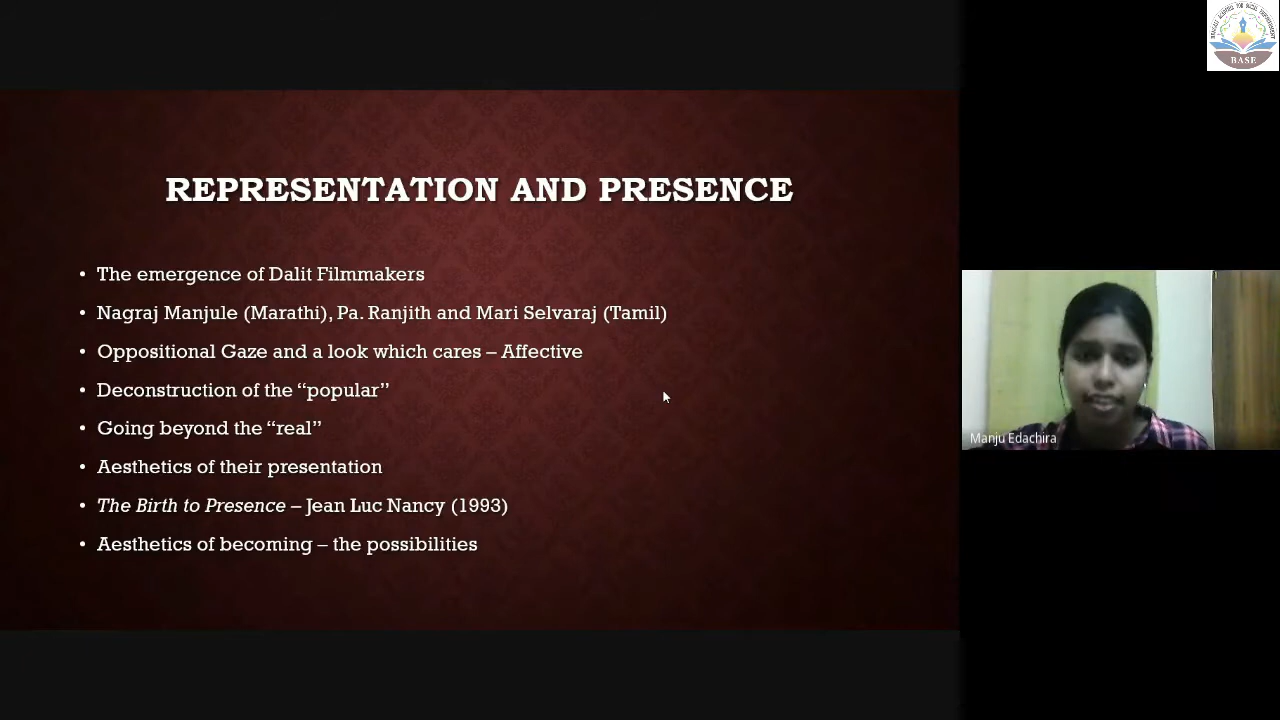 REPRESENTATION AND PRESENCE
• The emergence of Dalit Filmmakers
• Nagraj Manjule (Marathi), Pa. Ranjith and Mari Selvaraj (Tamil)
• Oppositional Gaze and a look which cares – Affective
• Deconstruction of the “popular”
• Going beyond the “real”
• Aesthetics of their presentation
• The Birth to Presence – Jean Luc Nancy (1993)
• Aesthetics of becoming – the possibilities
BASE
Manju Edachira